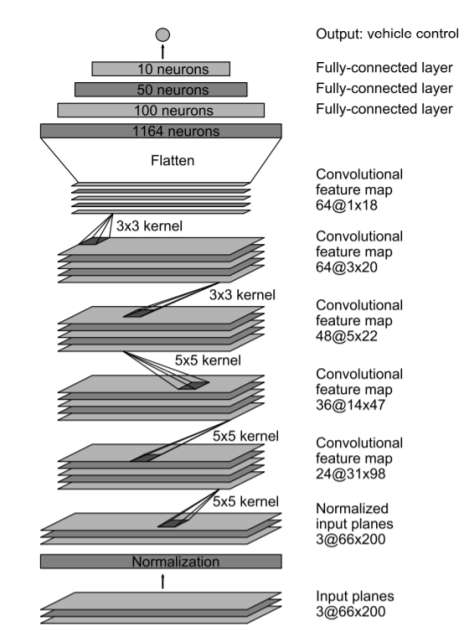 Output: vehicle control
10 neurons
Fully-connected layer
50 neurons
Fully-connected layer
100 neurons
Fully-connected layer
1164 neurons
Flatten
Convolutional
feature map
64@1x18
3x3 kernel
Convolutional
feature map
64@3x20
3x3 kernel
Convolutional
feature map
48@5x22
5x5 kernel
Convolutional
feature map
36@14x47
5x5 kernel
Convolutional
feature map
24@31x98
5x5 kernel
Normalized
input planes
3@66x200
Normalization
Input planes
3@66x200